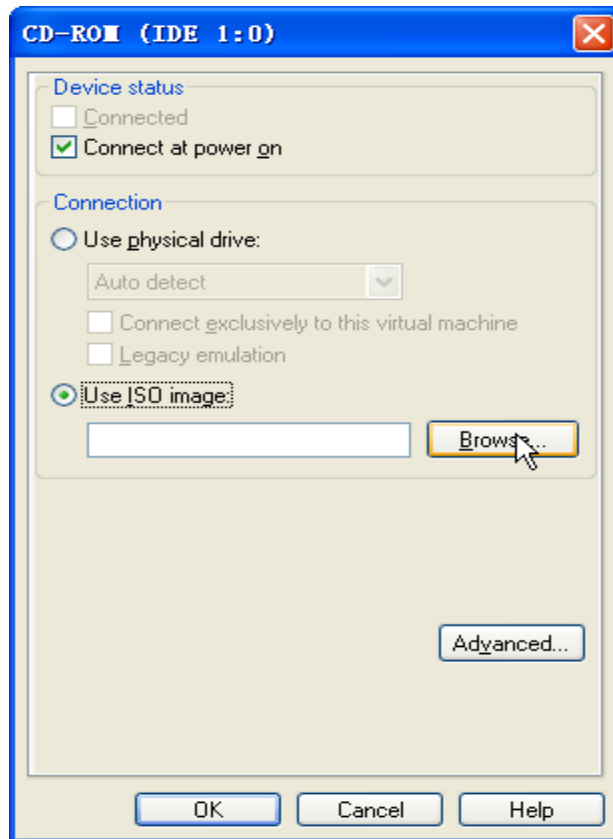 CD-ROM (IDE 1:0)
Device status
Connected
Connect at power on
Connection
Use physical drive:
Auto detect
Connect exclusively to this virtual machine
Legacy emulation
Use ISO image:
Browse...
Advanced...
OK Cancel Help